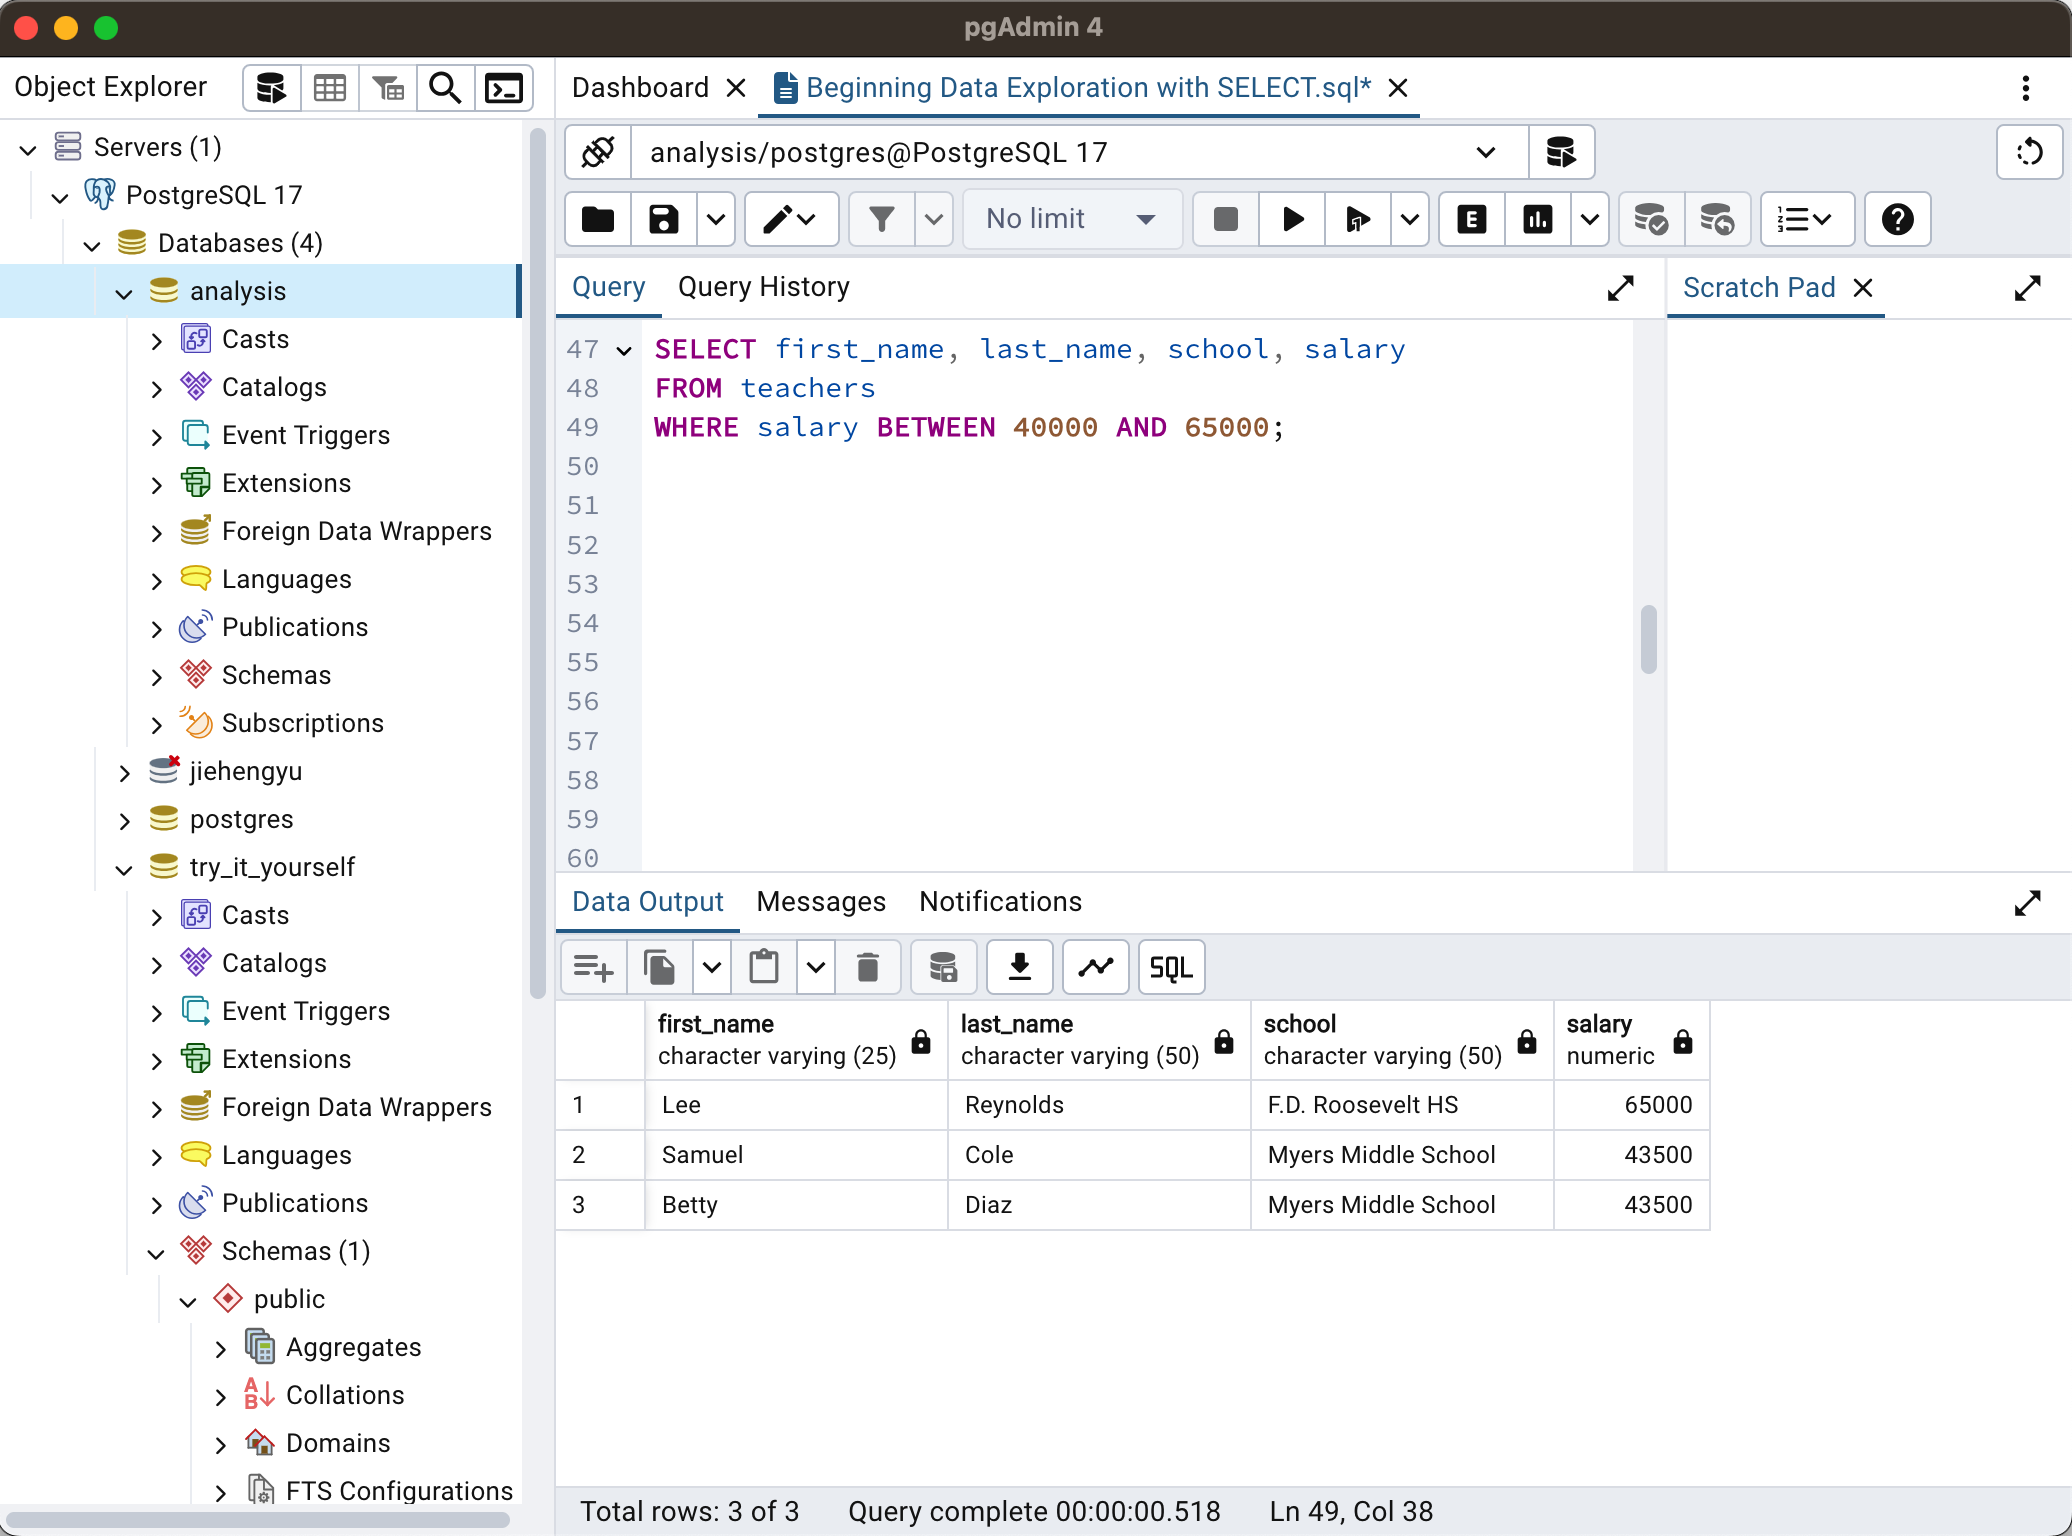 pgAdmin 4
Object Explorer
Servers (1)
PostgreSQL 17
Databases (4)
analysis
Casts
Catalogs
Event Triggers
Extensions
Foreign Data Wrappers
Languages
Publications
Schemas
Subscriptions
jiehengyu
postgres
try_it_yourself
Casts
Catalogs
Event Triggers
Extensions
Foreign Data Wrappers
Languages
Publications
Schemas (1)
public
Aggregates
Collations
Domains
FTS Configurations
Dashboard Beginning Data Exploration with SELECT.sql*
analysis/postgres@PostgreSQL 17
No limit E
Query Query History
Scratch Pad
47 SELECT first_name, last_name, school, salary
48 FROM teachers
49 WHERE salary BETWEEN 40000 AND 65000;
50
51
52
53
54
55
56
57
58
59
60
Data Output Messages Notifications
SQL
first_name last_name school salary
character varying (25) character varying (50) character varying (50) numeric
1 Lee Reynolds F.D. Roosevelt HS 65000
2 Samuel Cole Myers Middle School 43500
3 Betty Diaz Myers Middle School 43500
Total rows: 3 of 3 Query complete 00:00:00.518 Ln 49, Col 38